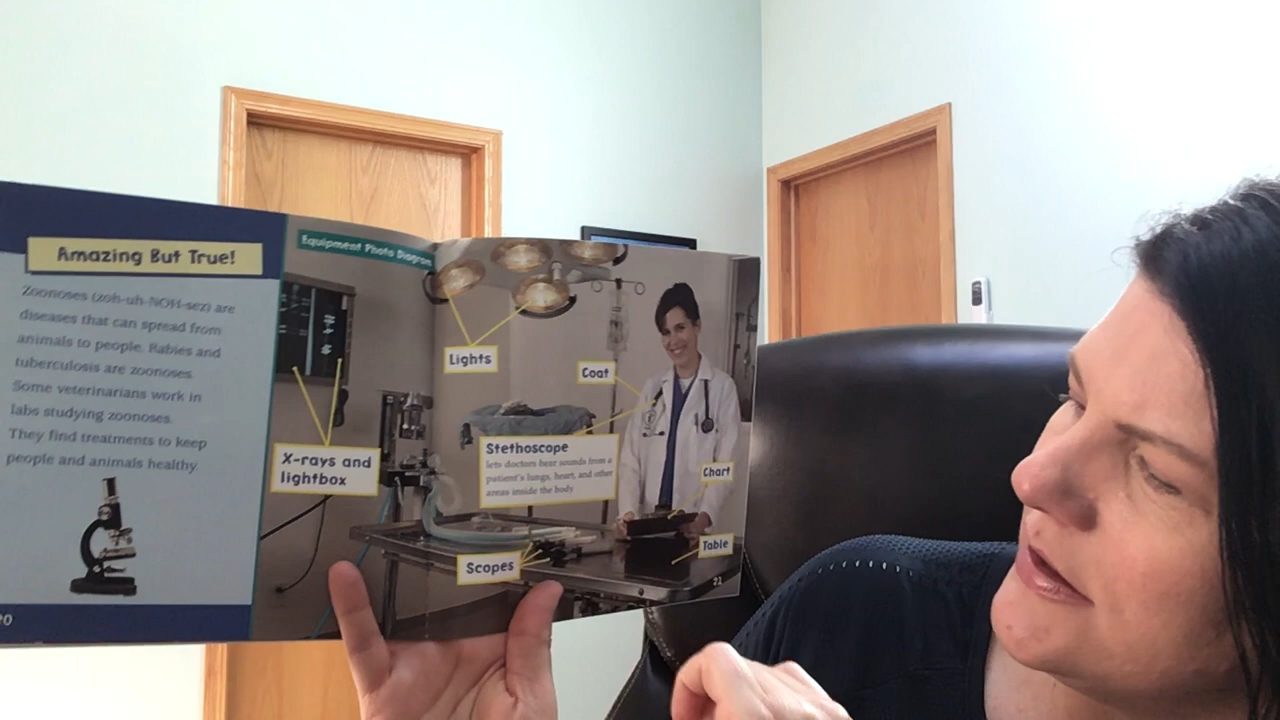 Amazing But True!
Zoonoses (zoh-uh-NOH-sez) are
diseases that can spread from
animals to people. Rabies and
tuberculosis are zoonoses.
Some veterinarians work in
labs studying zoonoses.
They find treatments to keep
people and animals healthy.
20
Equipment Photo Diagram
X-rays and
lightbox
Lights
Coat
Stethoscope
lets doctors hear sounds from a
patient's lungs, heart, and other
areas inside the body
Chart
Table
Scopes
21